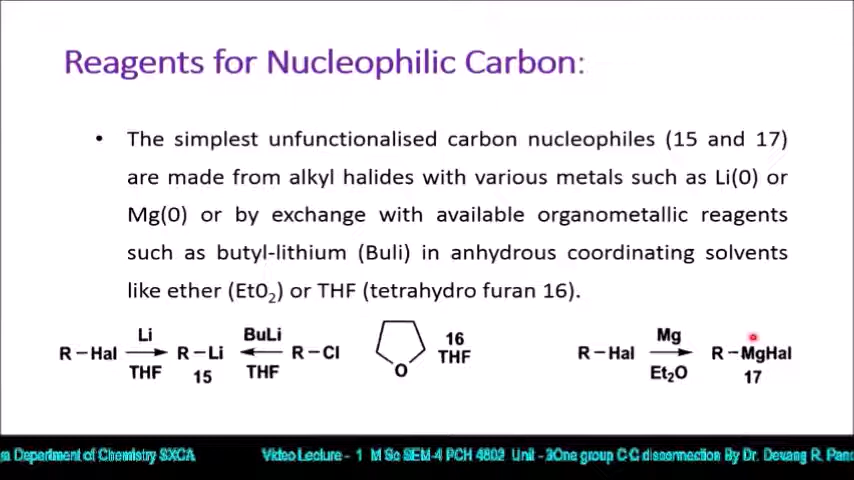 Reagents for Nucleophilic Carbon:
• The simplest unfunctionalised carbon nucleophiles (15 and 17)
are made from alkyl halides with various metals such as Li(0) or
Mg(0) or by exchange with available organometallic reagents
such as butyl-lithium (Buli) in anhydrous coordinating solvents
like ether (Et0₂) or THF (tetrahydro furan 16).
Li BuLi 16 Mg
R–Hal R–Li R–Cl THF R–Hal R–MgHal
THF 15 THF O Et₂O 17
Department of Chemistry SXCA Video Lecture - 1 M Sc SEM-4 PCH 4802 Unit - 3One group C-C disconnection By Dr. Devang R.